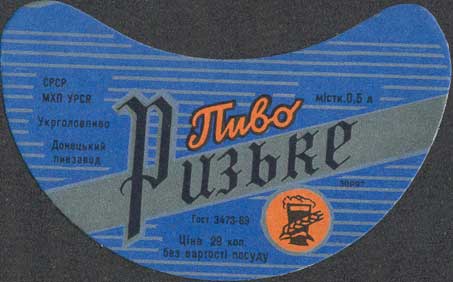 СРСР
МХП УРСР
Укрголовпиво
Донецький
пивзавод
Пиво
Ризьке
містк. 0,5 л
Гост 3473-69
Ціна 29 коп.
без вартості посуду